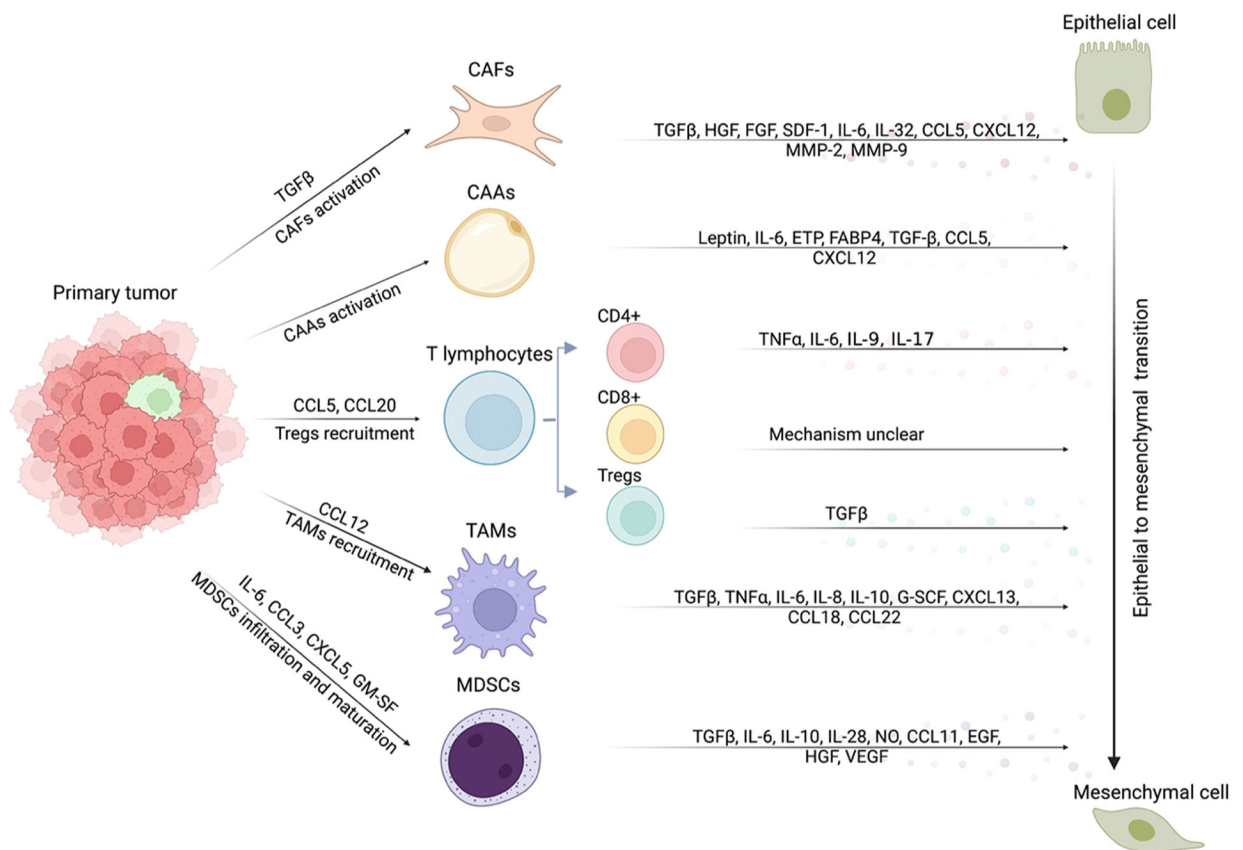 Epithelial cell
CAFs
TGFβ, HGF, FGF, SDF-1, IL-6, IL-32, CCL5, CXCL12,
MMP-2, MMP-9
TGFβ
CAFs activation
CAAs
Leptin, IL-6, ETP, FABP4, TGF-β, CCL5,
CXCL12
Primary tumor
CAAs activation
CD4+
TNFα, IL-6, IL-9, IL-17
T lymphocytes
CD8+
CCL5, CCL20
Tregs recruitment
Mechanism unclear
Tregs
TGFβ
CCL12
TAMs recruitment
TAMs
TGFβ, TNFα, IL-6, IL-8, IL-10, G-SCF, CXCL13,
CCL18, CCL22
IL-6, CCL3, CXCL5, GM-SF
MDSCs infiltration and maturation
MDSCs
TGFβ, IL-6, IL-10, IL-28, NO, CCL11, EGF,
HGF, VEGF
Epithelial to mesenchymal transition
Mesenchymal cell